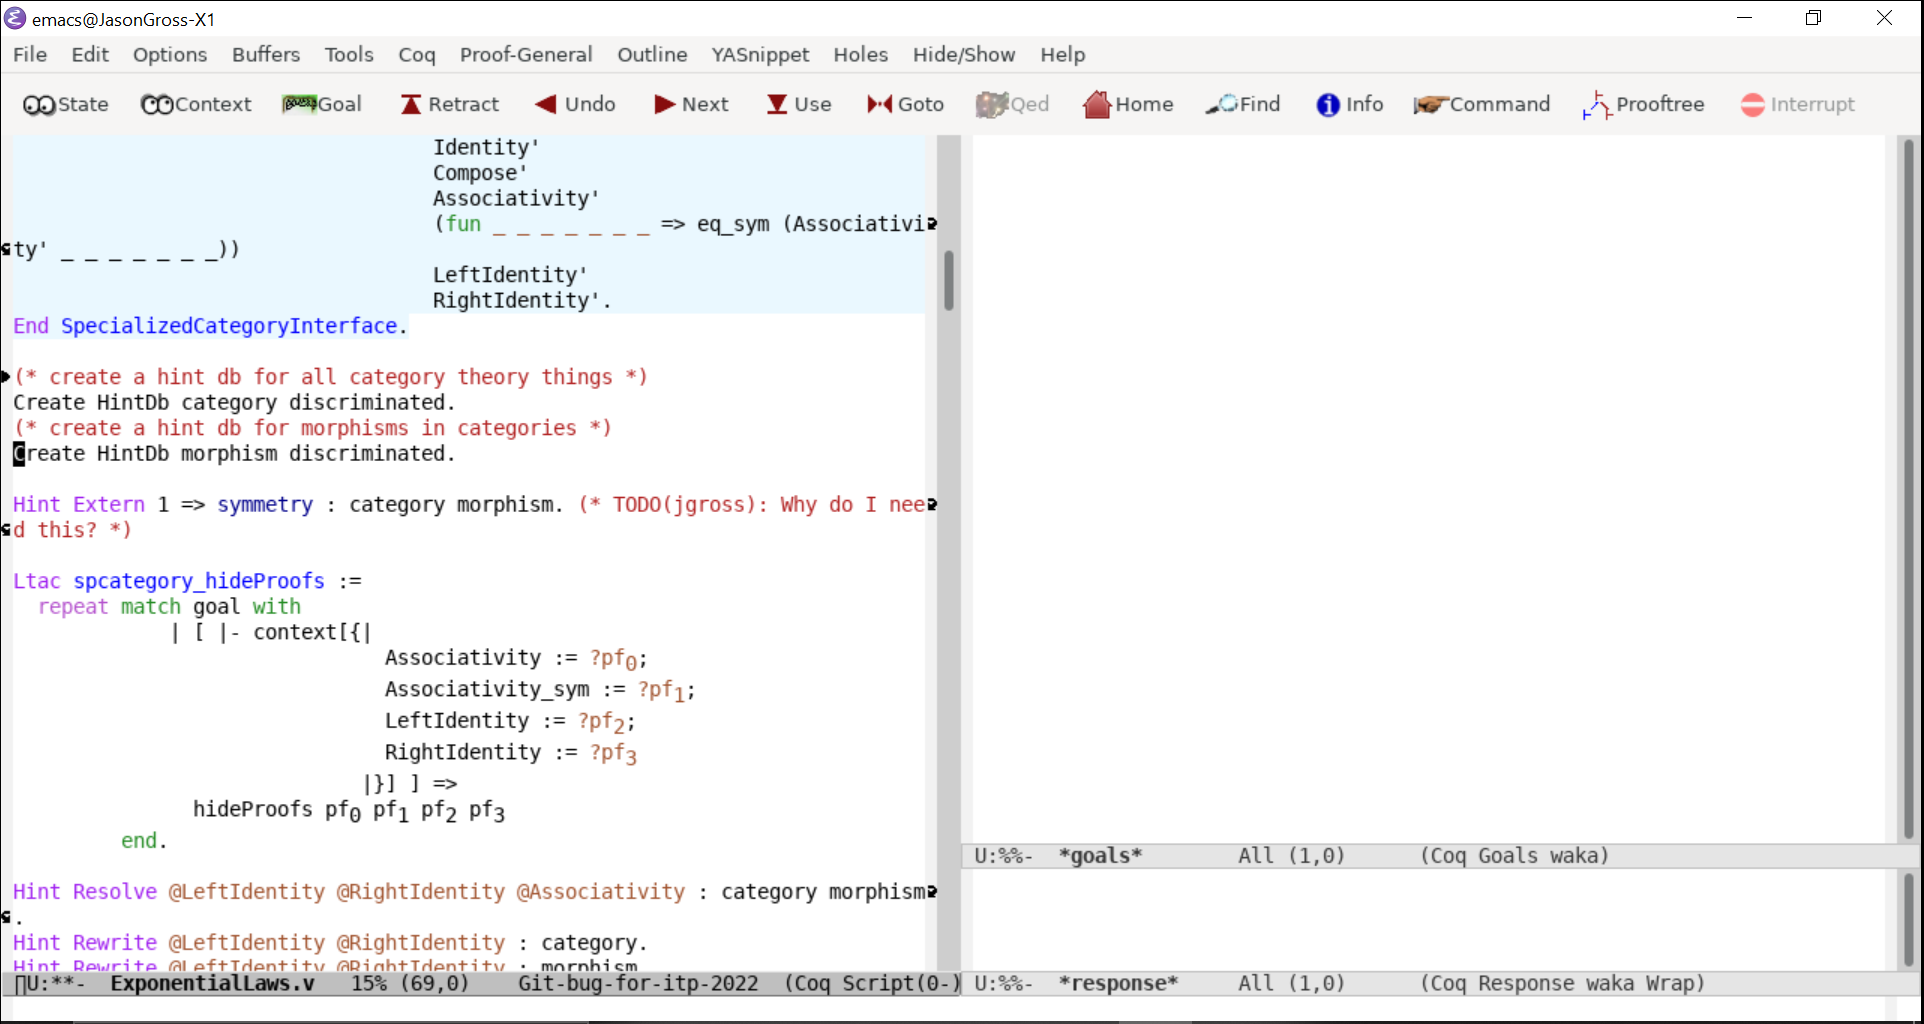 emacs@JasonGross-X1
File Edit Options Buffers Tools Coq Proof-General Outline YASnippet Holes Hide/Show Help
State Context Goal Retract Undo Next Use Goto Qed Home Find Info Command Prooftree Interrupt
Identity'
Compose'
Associativity'
(fun _ _ _ _ _ _ _ => eq_sym (Associativi
ty' _ _ _ _ _ _ _))
LeftIdentity'
RightIdentity'.
End SpecializedCategoryInterface.
(* create a hint db for all category theory things *)
Create HintDb category discriminated.
(* create a hint db for morphisms in categories *)
Create HintDb morphism discriminated.
Hint Extern 1 => symmetry : category morphism. (* TODO(jgross): Why do I nee
d this? *)
Ltac spcategory_hideProofs :=
repeat match goal with
| [ |- context[{|
Associativity := ?pf0;
Associativity_sym := ?pf1;
LeftIdentity := ?pf2;
RightIdentity := ?pf3
|}] ] =>
hideProofs pf0 pf1 pf2 pf3
end.
Hint Resolve @LeftIdentity @RightIdentity @Associativity : category morphism
.
Hint Rewrite @LeftIdentity @RightIdentity : category.
Hint Rewrite @LeftIdentity @RightIdentity : morphism
U:**- ExponentialLaws.v 15% (69,0) Git-bug-for-itp-2022 (Coq Script(0-)
U:%%- *goals* All (1,0) (Coq Goals waka)
U:%%- *response* All (1,0) (Coq Response waka Wrap)